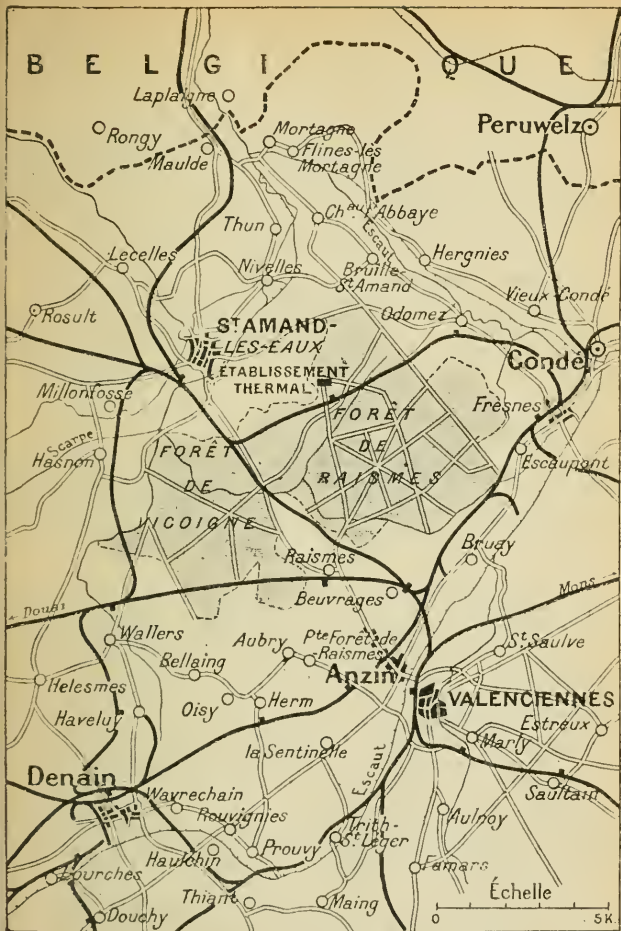 BELGIQUE
Laplaigne
Rongy
Maulde
Mortagne
Flines-les
Mortagne
Peruwelz
Chau Abbaye
Thun
Escaut
Lecelles
Nivelles
Bruille-
St Amand
Hergnies
Vieux-Condé
Rosult
Odomez
ST AMAND-
LES-EAUX
ÉTABLISSEMENT
THERMAL
Condé
Fresnes
Millonfosse
Scarpe
Hasnon
FORÊT
DE
RAISMES
FORÊT
DE
VICOIGNE
Escaupont
Bruay
Raismes
Beuvrages
Mons
Douai
Wallers
Aubry
Pte Forêt de
Raismes
St Saulve
Bellaing
Anzin
Helesmes
Oisy
Herm
VALENCIENNES
Haveluy
Estreux
la Sentinelle
Marly
Denain
Escaut
Saultain
Wavrechain
Rouvignies
Aulnoy
Trith-
St Léger
Haulchin
Prouvy
Lourches
Famars
Thiant
Maing
Douchy
Échelle
0 5K.